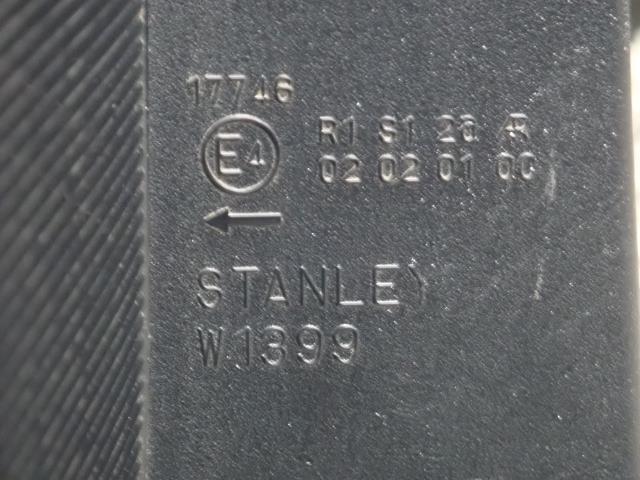 17746
E4 R1 S1 2a AR
02 02 01 00
STANLEY
W1399